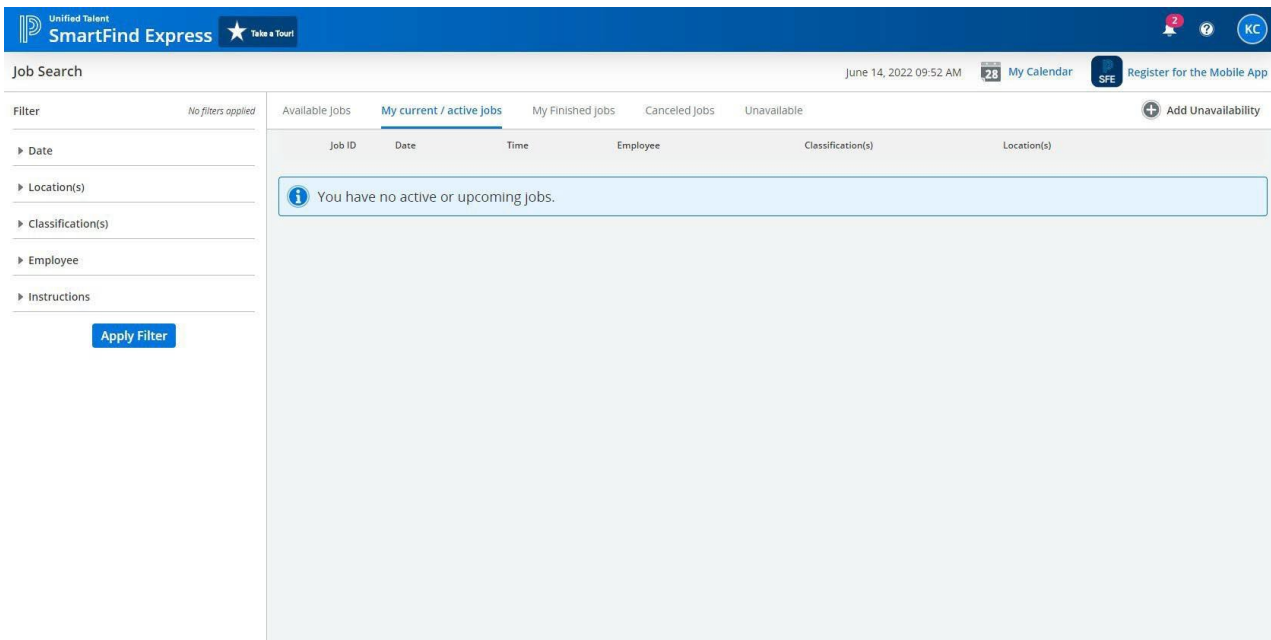 Unified Talent
SmartFind Express
Take a Tour!
2
KC
Job Search
June 14, 2022 09:52 AM
28
My Calendar
SFE
Register for the Mobile App
Filter
No filters applied
Available Jobs
My current / active jobs
My Finished jobs
Canceled Jobs
Unavailable
Add Unavailability
Job ID
Date
Time
Employee
Classification(s)
Location(s)
Date
Location(s)
Classification(s)
Employee
Instructions
Apply Filter
You have no active or upcoming jobs.